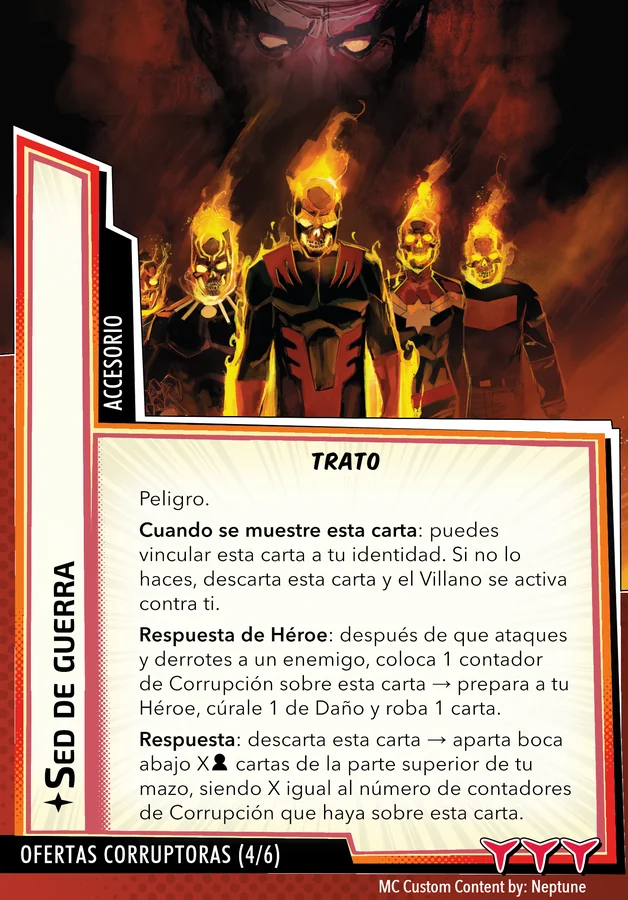 ACCESORIO
TRATO
Peligro.
Cuando se muestre esta carta: puedes
vincular esta carta a tu identidad. Si no lo
haces, descarta esta carta y el Villano se activa
contra ti.
Respuesta de Héroe: después de que ataques
y derrotes a un enemigo, coloca 1 contador
de Corrupción sobre esta carta → prepara a tu
Héroe, cúrale 1 de Daño y roba 1 carta.
Respuesta: descarta esta carta → aparta boca
abajo X👤 cartas de la parte superior de tu
mazo, siendo X igual al número de contadores
de Corrupción que haya sobre esta carta.
✦SED DE GUERRA
OFERTAS CORRUPTORAS (4/6)
MC Custom Content by: Neptune